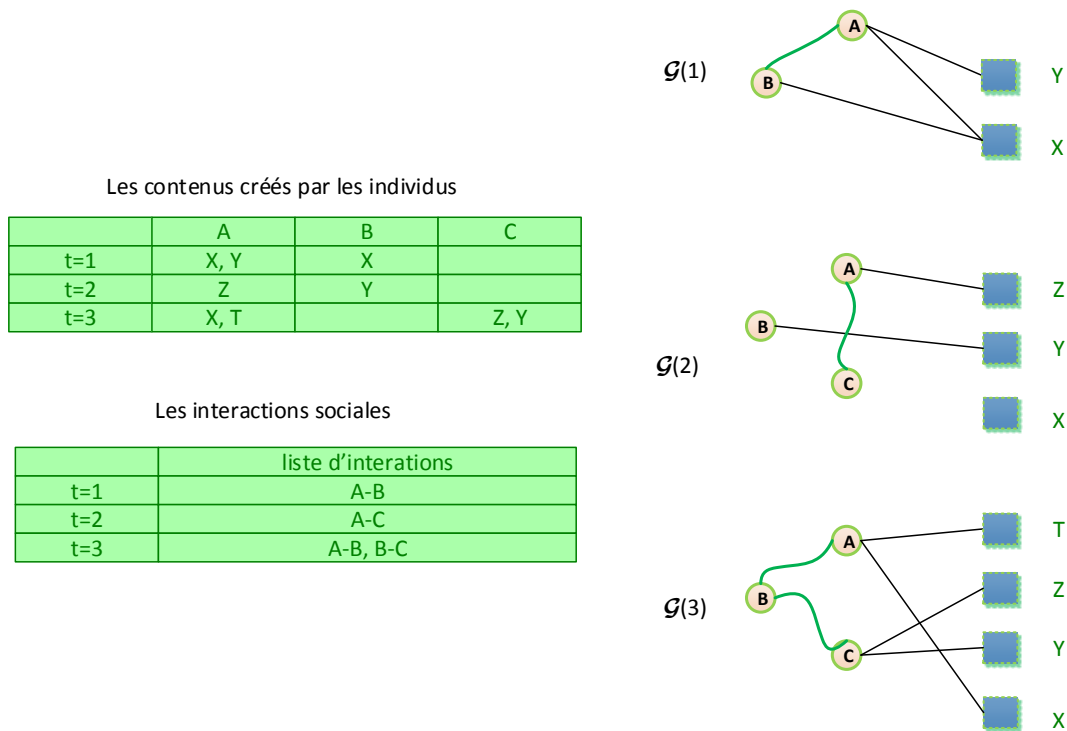 Les contenus créés par les individus
A B C
t=1 X, Y X
t=2 Z Y
t=3 X, T Z, Y
Les interactions sociales
liste d'interations
t=1 A-B
t=2 A-C
t=3 A-B, B-C
G(1)
A
B
Y
X
G(2)
A
B
C
Z
Y
X
G(3)
A
B
C
T
Z
Y
X